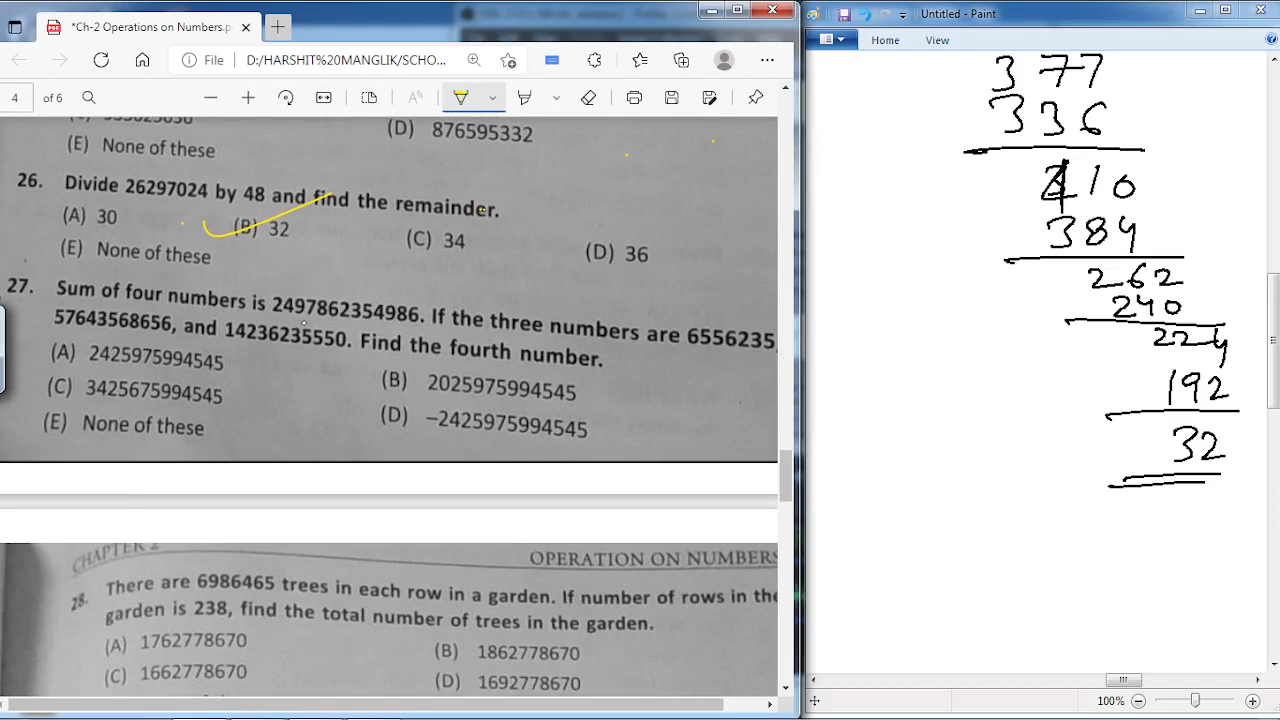 *Ch-2 Operations on Numbers.p
Untitled - Paint
File
D:/HARSHIT%20MANGLIK/SCHO...
Home
View
4
of 6
(D) 876595332
(E) None of these
26. Divide 26297024 by 48 and find the remainder.
(A) 30
(B) 32
(C) 34
(D) 36
(E) None of these
27. Sum of four numbers is 2497862354986. If the three numbers are 6556235
57643568656, and 14236235550. Find the fourth number.
(A) 2425975994545
(B) 2025975994545
(C) 3425675994545
(D) –2425975994545
(E) None of these
CHAPTER 2
OPERATION ON NUMBERS
28. There are 6986465 trees in each row in a garden. If number of rows in the
garden is 238, find the total number of trees in the garden.
(A) 1762778670
(B) 1862778670
(C) 1662778670
(D) 1692778670
377
336
410
384
262
240
224
192
32
100%